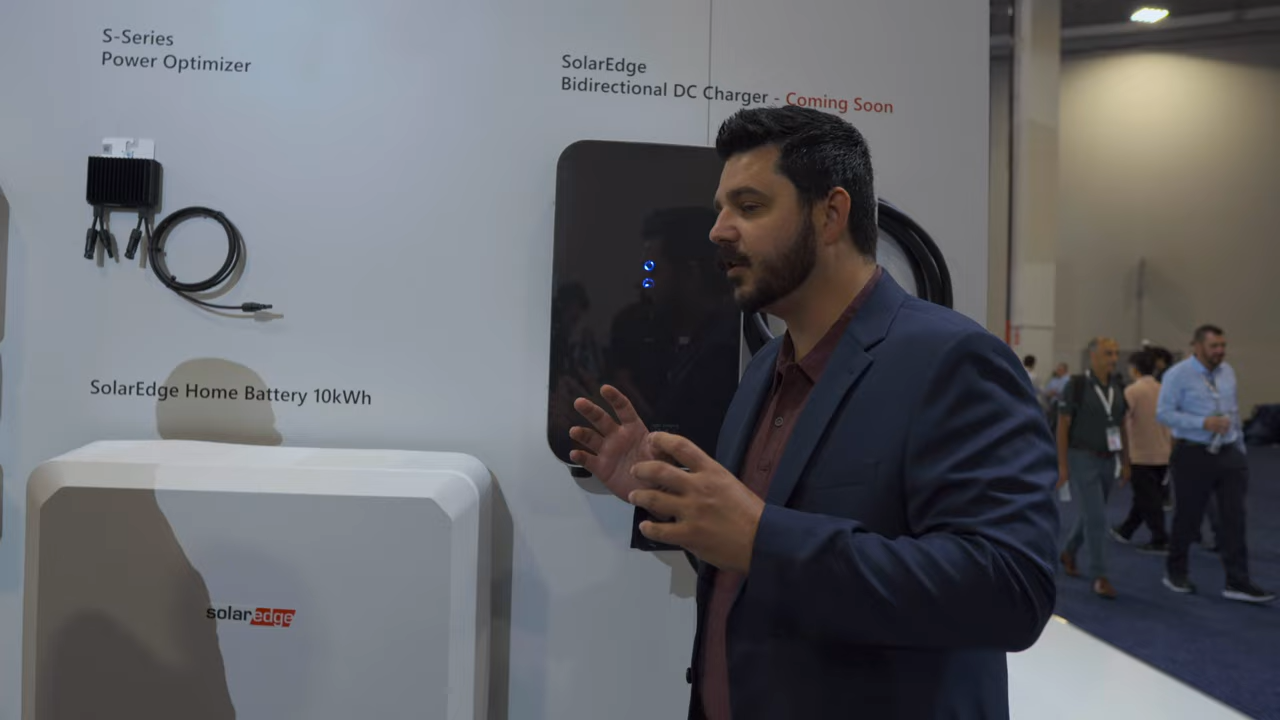 S-Series
Power Optimizer
SolarEdge
Bidirectional DC Charger - Coming Soon
SolarEdge Home Battery 10kWh
solaredge